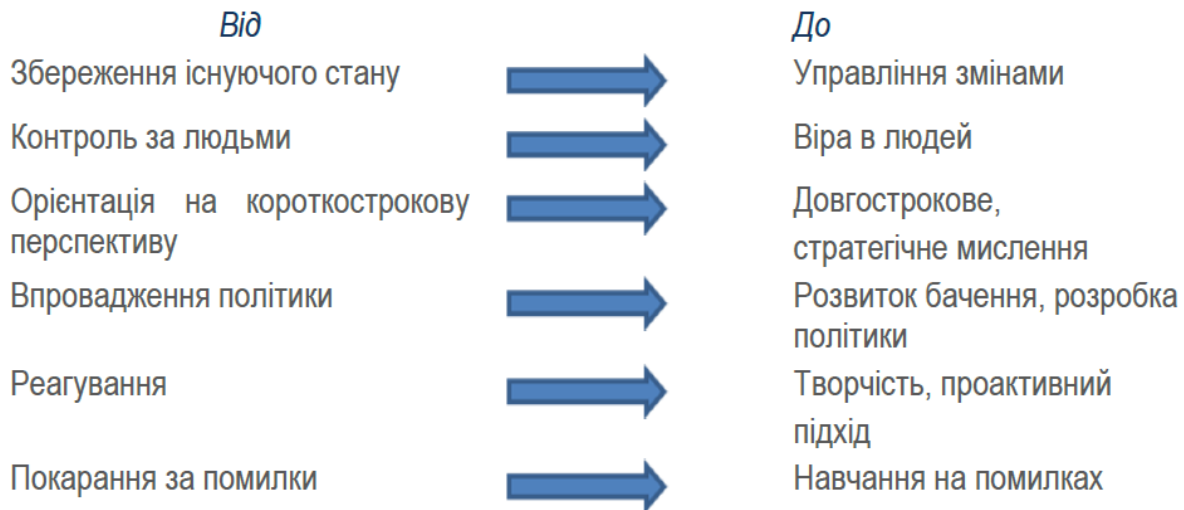 Від До
Збереження існуючого стану Управління змінами
Контроль за людьми Віра в людей
Орієнтація на короткострокову Довгострокове,
перспективу стратегічне мислення
Впровадження політики Розвиток бачення, розробка
політики
Реагування Творчість, проактивний
підхід
Покарання за помилки Навчання на помилках